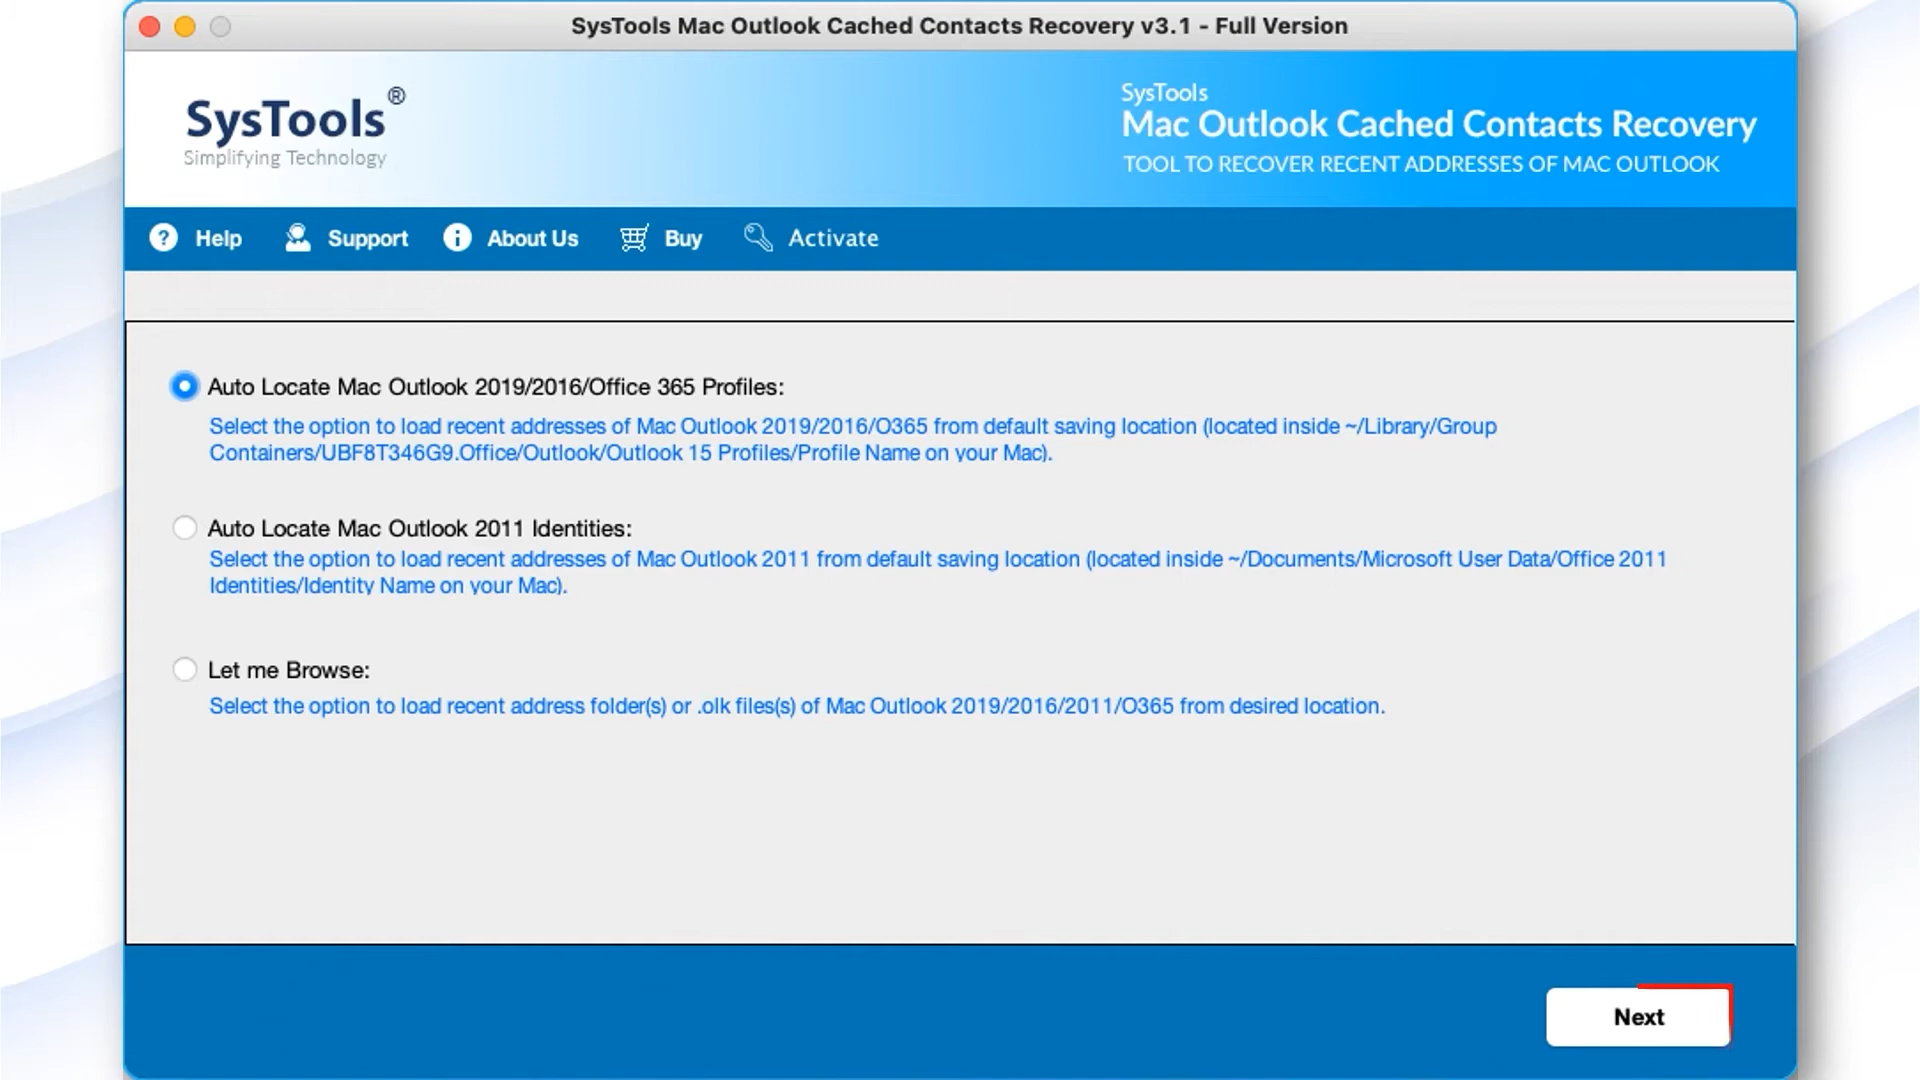 SysTools Mac Outlook Cached Contacts Recovery v3.1 - Full Version
SysTools®
Simplifying Technology
SysTools
Mac Outlook Cached Contacts Recovery
TOOL TO RECOVER RECENT ADDRESSES OF MAC OUTLOOK
? Help Support i About Us Buy Activate
Auto Locate Mac Outlook 2019/2016/Office 365 Profiles:
Select the option to load recent addresses of Mac Outlook 2019/2016/O365 from default saving location (located inside ~/Library/Group
Containers/UBF8T346G9.Office/Outlook/Outlook 15 Profiles/Profile Name on your Mac).
Auto Locate Mac Outlook 2011 Identities:
Select the option to load recent addresses of Mac Outlook 2011 from default saving location (located inside ~/Documents/Microsoft User Data/Office 2011
Identities/Identity Name on your Mac).
Let me Browse:
Select the option to load recent address folder(s) or .olk files(s) of Mac Outlook 2019/2016/2011/O365 from desired location.
Next